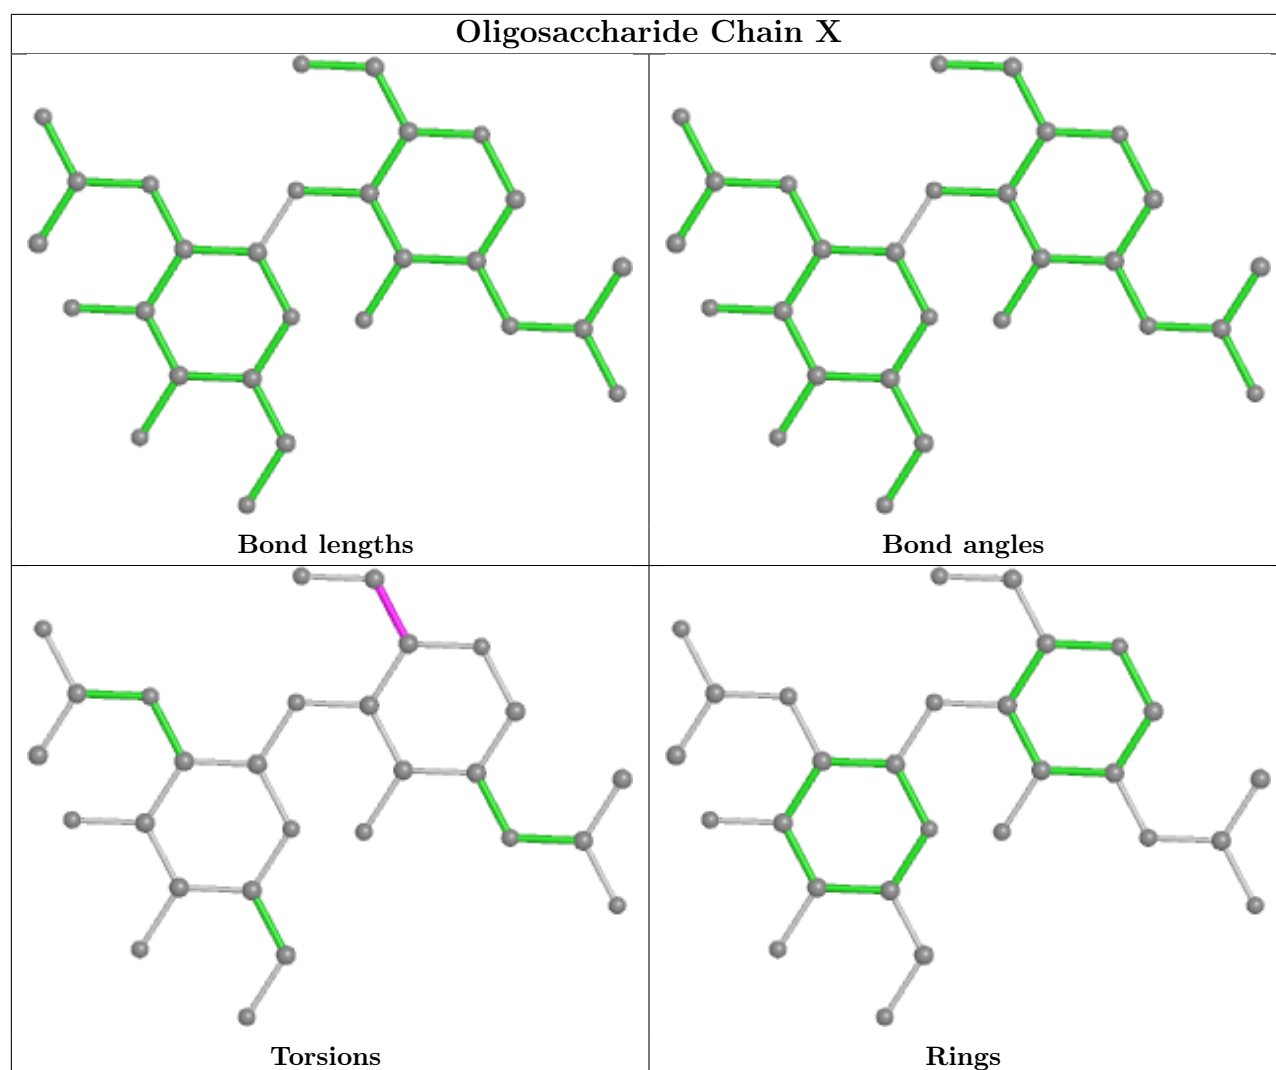 Oligosaccharide Chain X
Bond lengths
Bond angles
Torsions
Rings